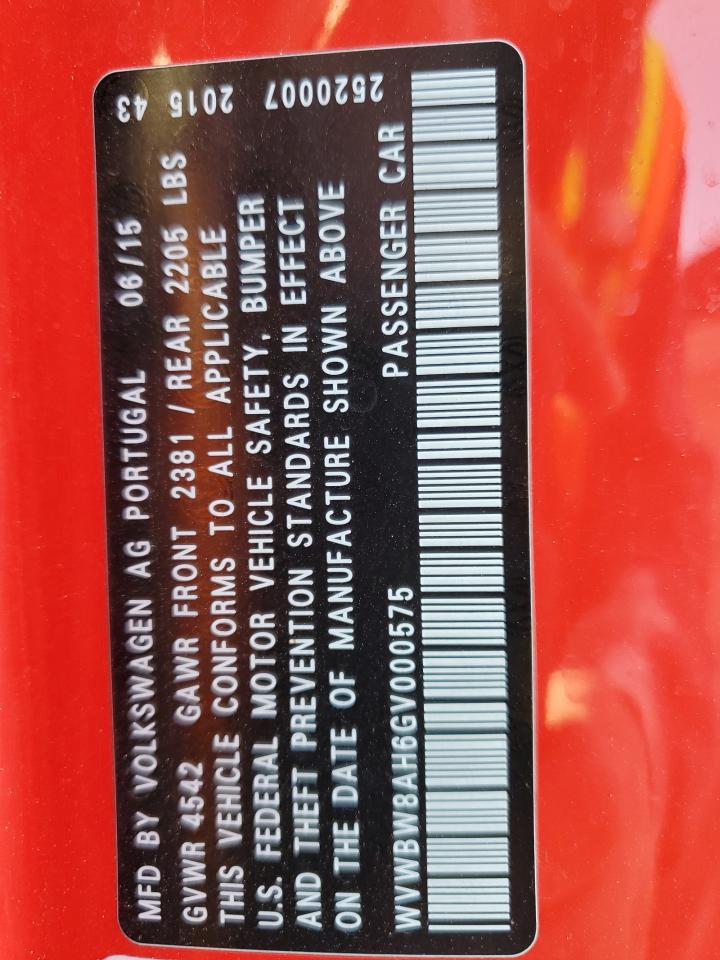 MFD BY VOLKSWAGEN AG PORTUGAL 06/15
GVWR 4542 GAWR FRONT 2381 / REAR 2205 LBS
THIS VEHICLE CONFORMS TO ALL APPLICABLE
U.S. FEDERAL MOTOR VEHICLE SAFETY, BUMPER
AND THEFT PREVENTION STANDARDS IN EFFECT
ON THE DATE OF MANUFACTURE SHOWN ABOVE
PASSENGER CAR
WVWBW8AH6GV000575
43 2015 2520007